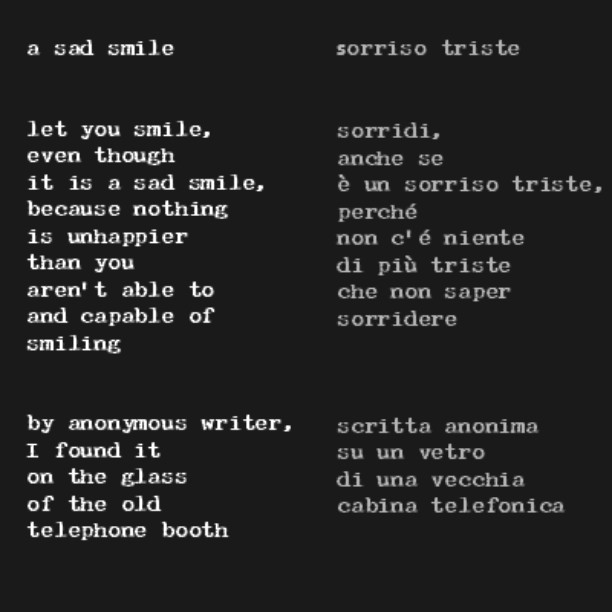 a sad smile
let you smile,
even though
it is a sad smile,
because nothing
is unhappier
than you
aren't able to
and capable of
smiling
by anonymous writer,
I found it
on the glass
of the old
telephone booth
sorriso triste
sorridi,
anche se
è un sorriso triste,
perché
non c'é niente
di più triste
che non saper
sorridere
scritta anonima
su un vetro
di una vecchia
cabina telefonica